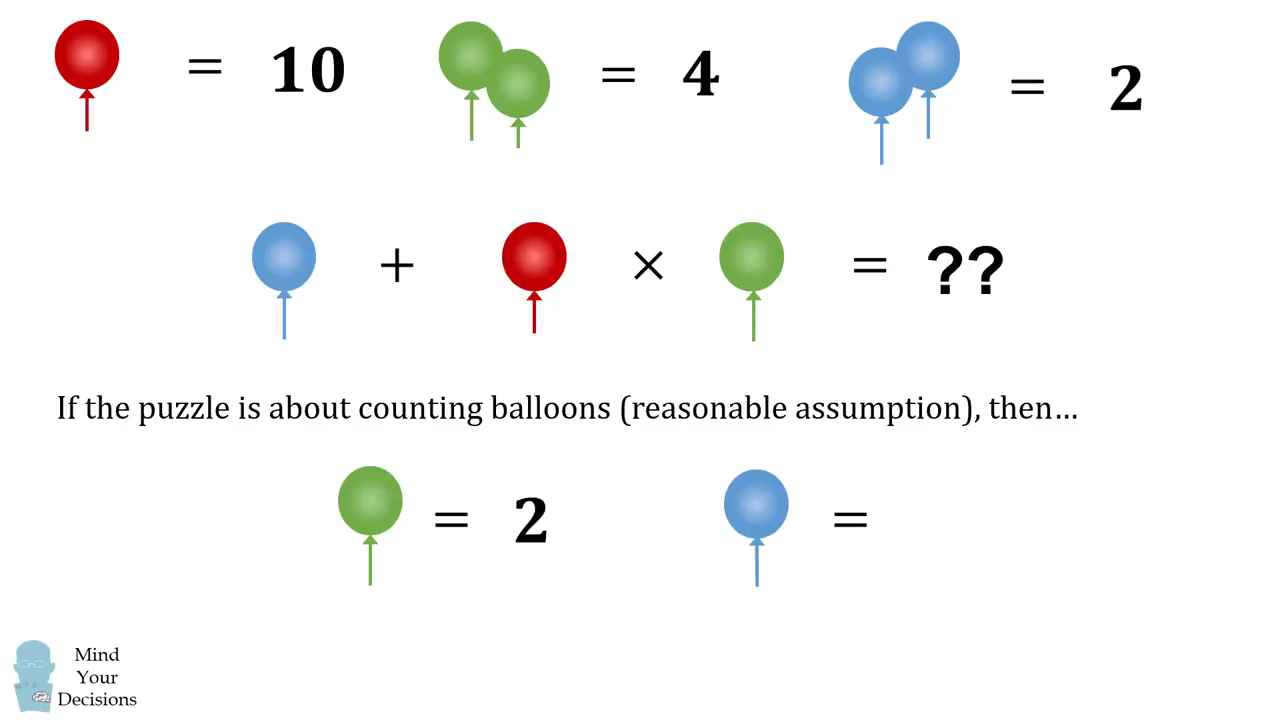 = 10 = 4 = 2
+ × = ??
If the puzzle is about counting balloons (reasonable assumption), then…
= 2 =
Mind
Your
Decisions